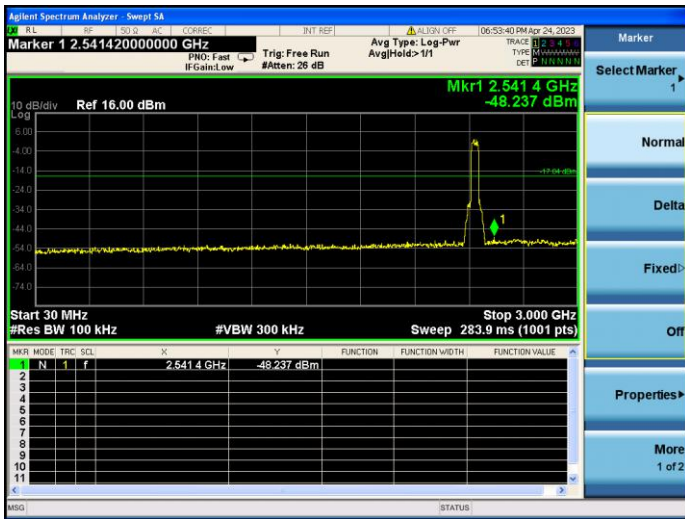 Agilent Spectrum Analyzer - Swept SA
RL RF 50 Ω AC CORREC INT REF ALIGN OFF 06:53:40 PM Apr 24, 2023
Marker 1 2.541420000000 GHz
PNO: Fast
IFGain:Low
Trig: Free Run
#Atten: 26 dB
Avg Type: Log-Pwr
Avg|Hold:>1/1
TRACE 1 2 3 4 5 6
TYPE M
DET P N N N N N
Mkr1 2.541 4 GHz
-48.237 dBm
10 dB/div Ref 16.00 dBm
Log
6.00
-4.00
-14.0
-17.04 dBm
-24.0
-34.0
-44.0
1
-54.0
-64.0
-74.0
Start 30 MHz Stop 3.000 GHz
#Res BW 100 kHz #VBW 300 kHz Sweep 283.9 ms (1001 pts)
MKR MODE TRC SCL X Y FUNCTION FUNCTION WIDTH FUNCTION VALUE
1 N 1 f 2.541 4 GHz -48.237 dBm
2
3
4
5
6
7
8
9
10
11
MSG STATUS
Marker
Select Marker
1
Normal
Delta
Fixed
Off
Properties
More
1 of 2